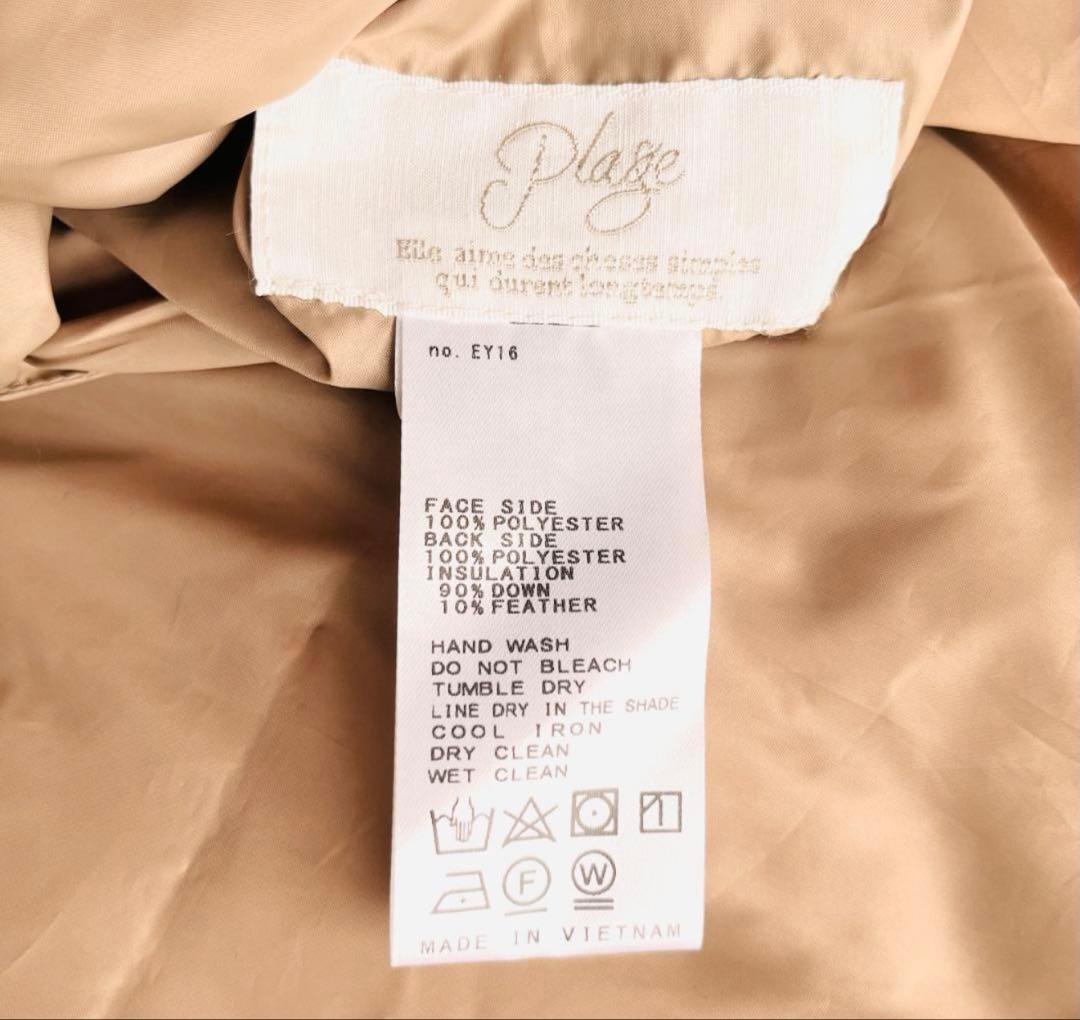 Plage
Elle aime des choses simples
qui durent longtemps.
no. EY16
FACE SIDE
100% POLYESTER
BACK SIDE
100% POLYESTER
INSULATION
90% DOWN
10% FEATHER
HAND WASH
DO NOT BLEACH
TUMBLE DRY
LINE DRY IN THE SHADE
COOL IRON
DRY CLEAN
WET CLEAN
F W
MADE IN VIETNAM